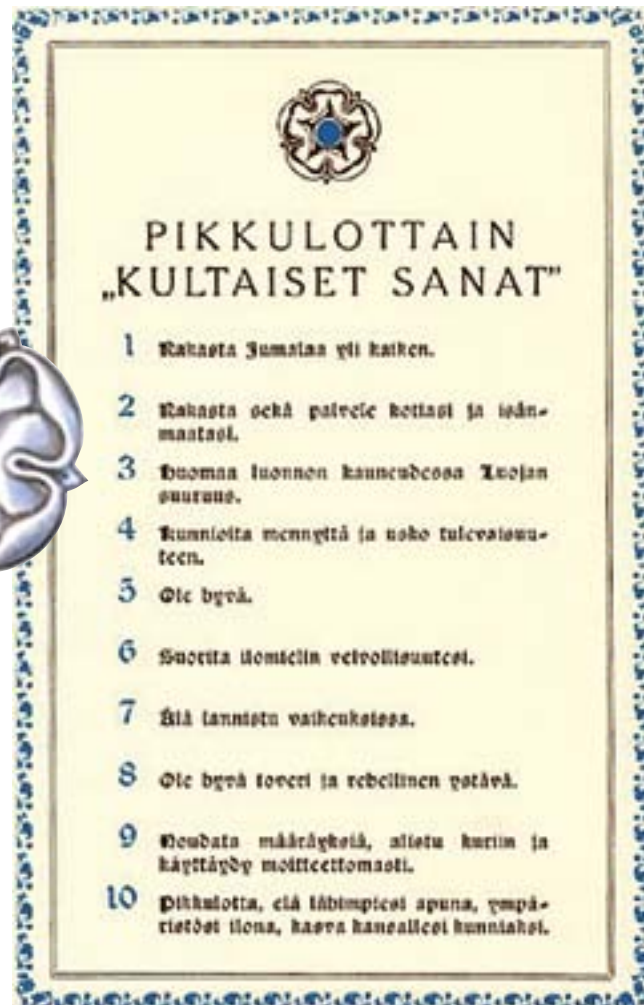 PIKKULOTTAIN
„KULTAISET SANAT”
1 Rakasta Jumalaa yli kaiken.
2 Rakasta sekä palvele kotiasi ja isän-
maatasi.
3 Huomaa luonnon kauneudessa Luojan
suuruus.
4 Kunnioita mennyttä ja usko tulevaisuu-
teen.
5 Ole hyvä.
6 Suorita ilomielin velvollisuutesi.
7 Älä lannistu vaikeuksissa.
8 Ole hyvä toveri ja rehellinen ystävä.
9 Noudata määräyksiä, alistu kuriin ja
käyttäydy moitteettomasti.
10 Pikkulotta, elä lähimpiesi apuna, ympä-
ristösi ilona, kasva kansallesi kunniaksi.